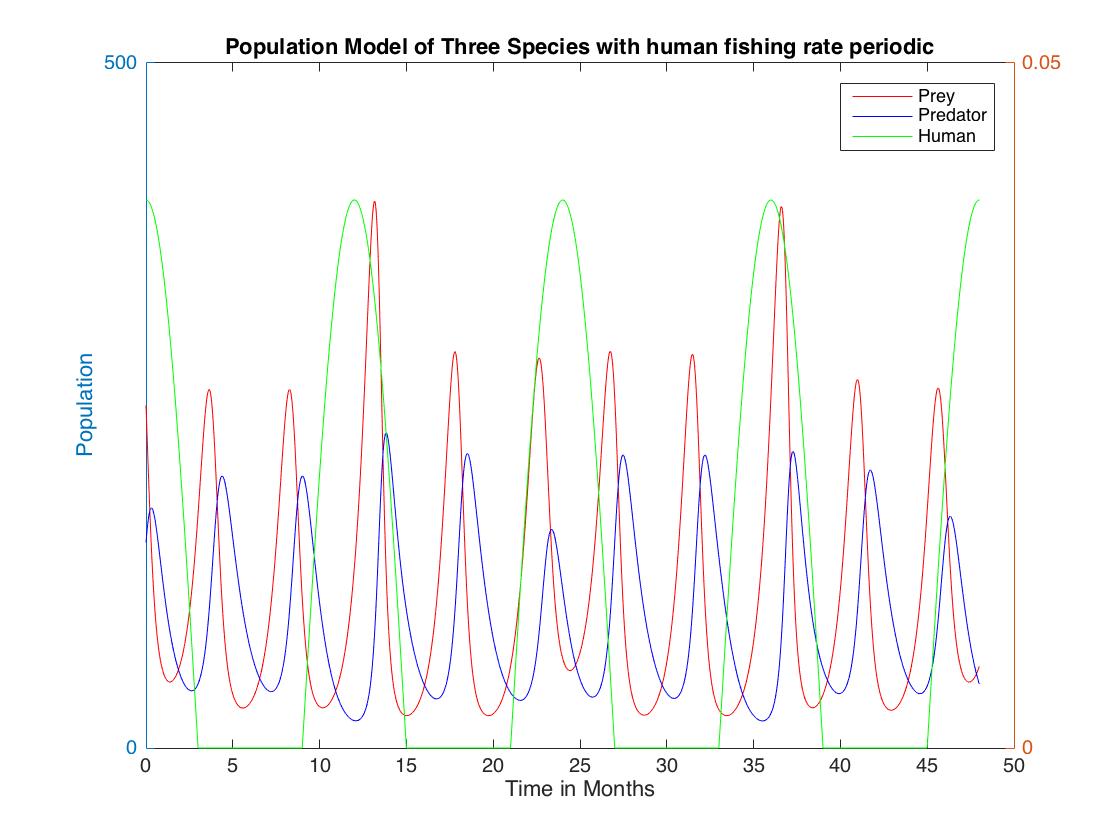 Population Model of Three Species with human fishing rate periodic
500
0.05
Prey
Predator
Human
Population
0
0
0 5 10 15 20 25 30 35 40 45 50
Time in Months